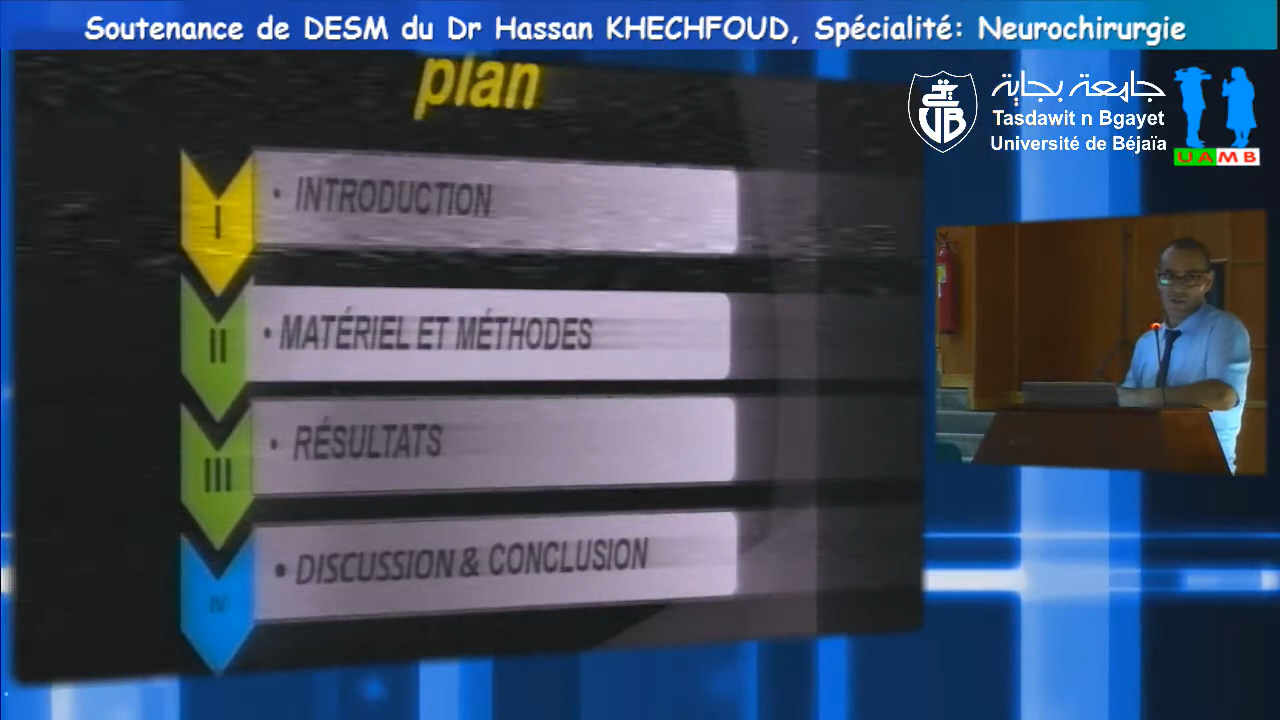 Soutenance de DESM du Dr Hassan KHECHFOUD, Spécialité: Neurochirurgie
plan
I
• INTRODUCTION
II
• MATÉRIEL ET MÉTHODES
III
• RÉSULTATS
IV
• DISCUSSION & CONCLUSION
UB
جامعة بجاية
Tasdawit n Bgayet
Université de Béjaïa
UAMB